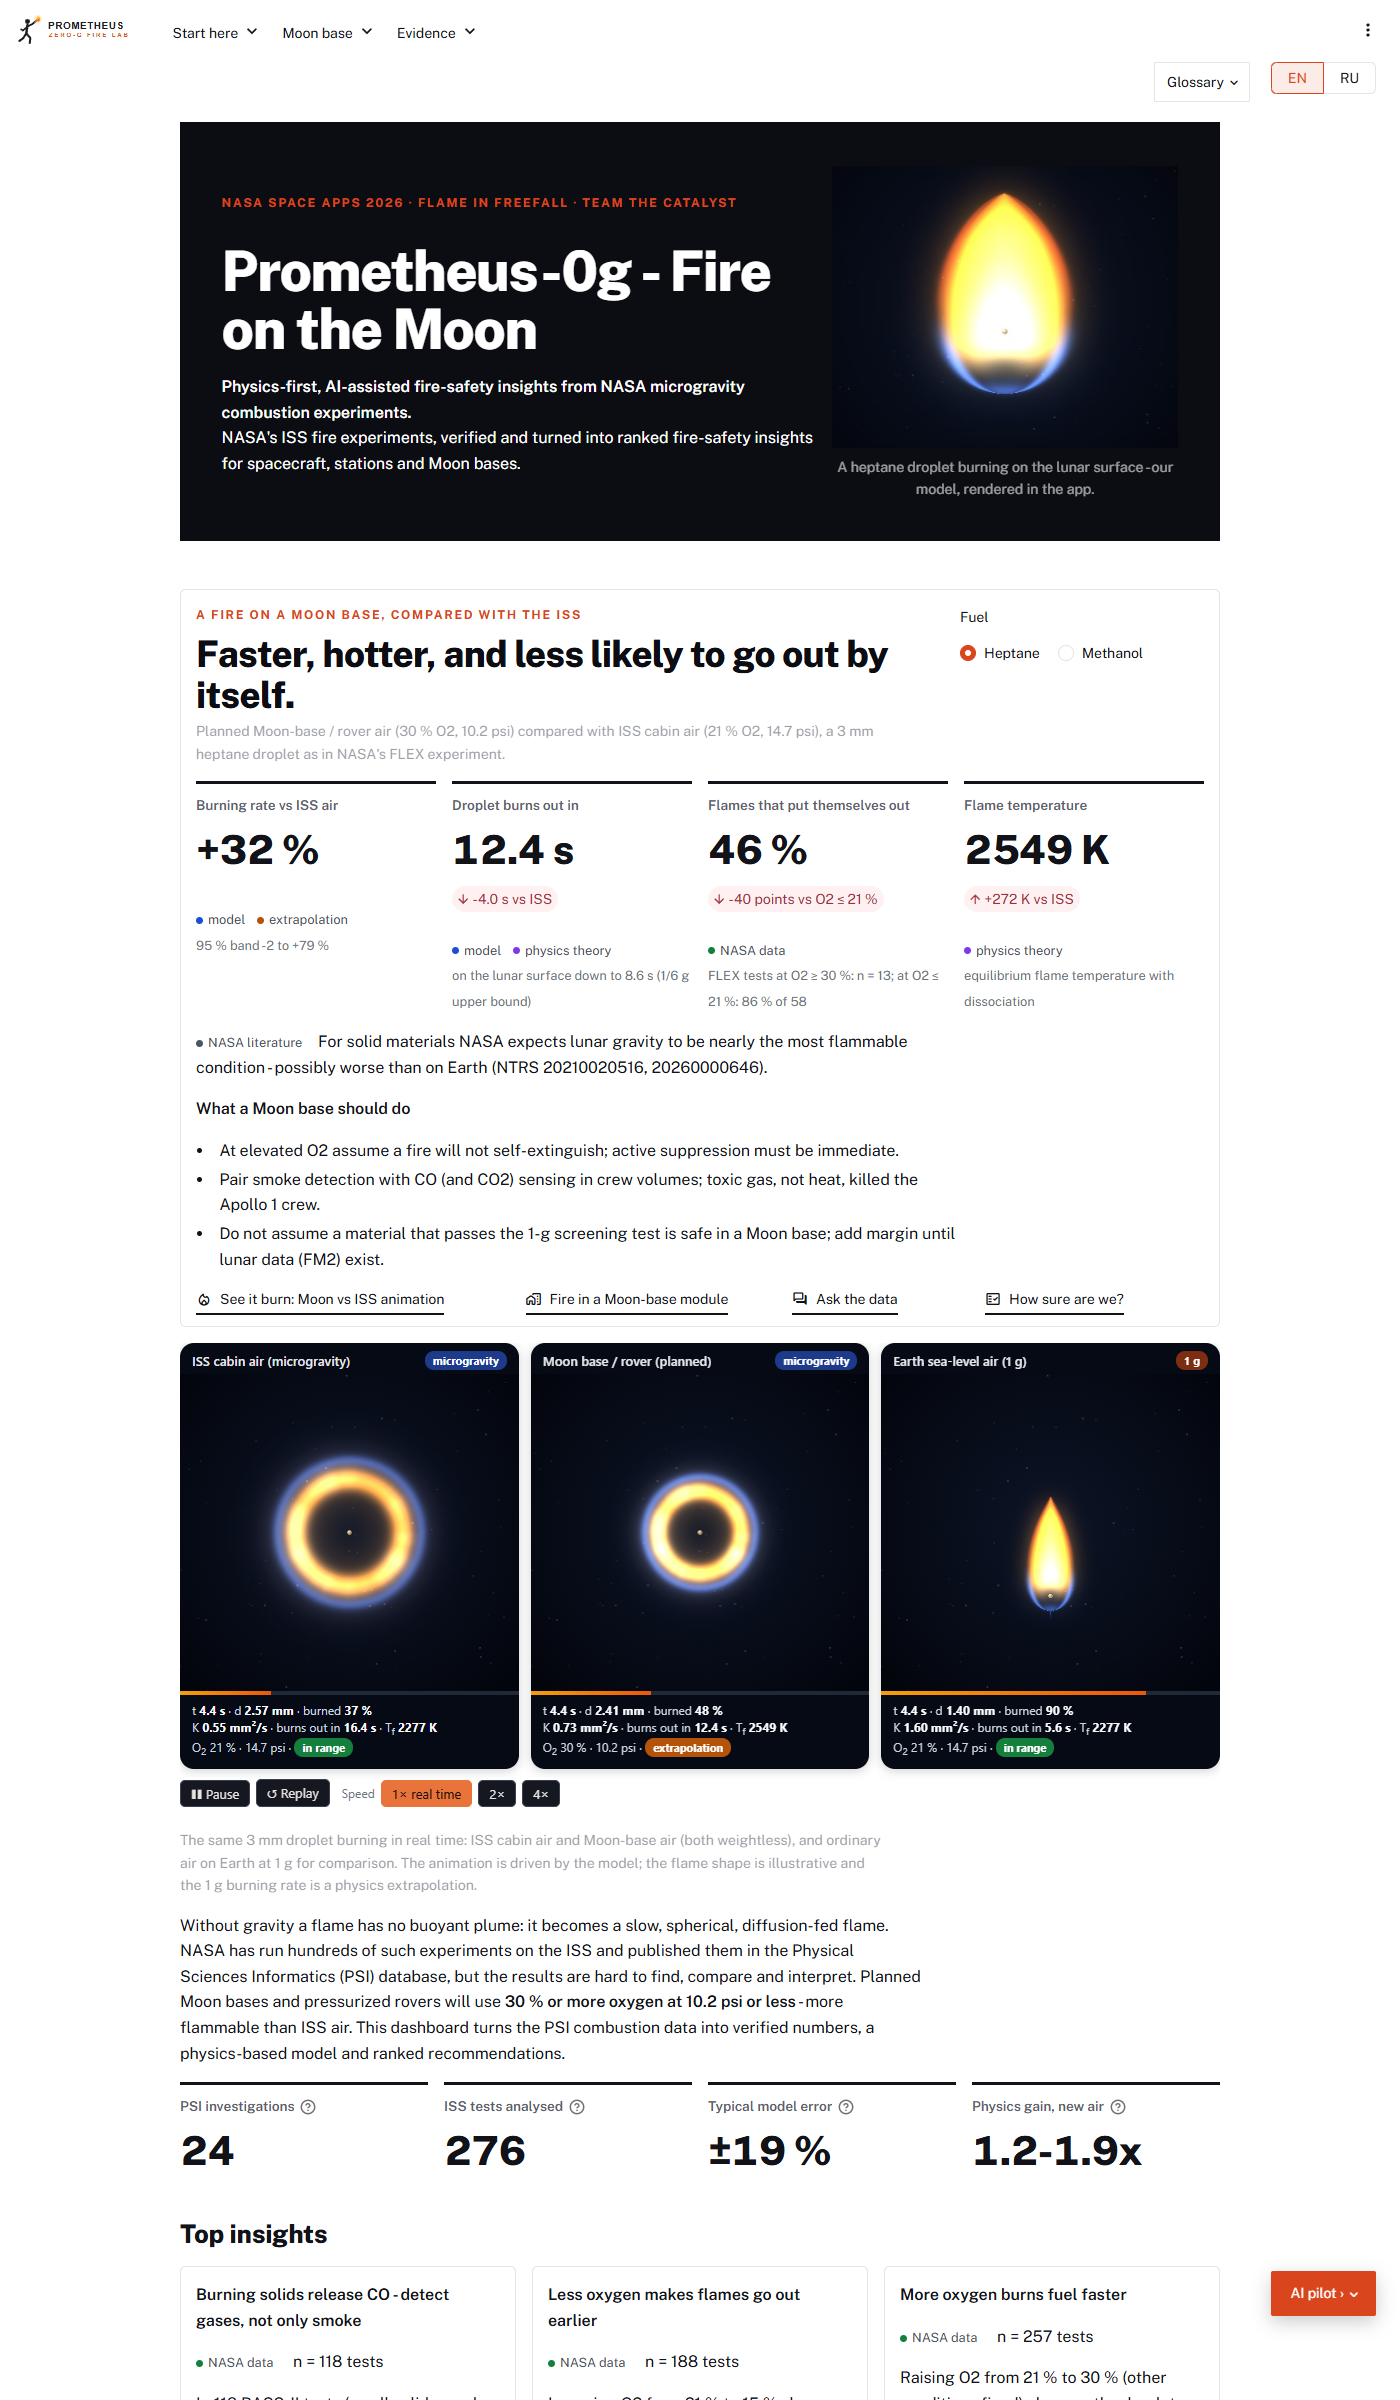 PROMETHEUS
ZERO-G FIRE LAB
Start here
Moon base
Evidence
Glossary
EN
RU
NASA SPACE APPS 2026 · FLAME IN FREEFALL · TEAM THE CATALYST
Prometheus-0g - Fire
on the Moon
Physics-first, AI-assisted fire-safety insights from NASA microgravity
combustion experiments.
NASA's ISS fire experiments, verified and turned into ranked fire-safety insights
for spacecraft, stations and Moon bases.
A heptane droplet burning on the lunar surface - our
model, rendered in the app.
A FIRE ON A MOON BASE, COMPARED WITH THE ISS
Faster, hotter, and less likely to go out by
itself.
Planned Moon-base / rover air (30 % O2, 10.2 psi) compared with ISS cabin air (21 % O2, 14.7 psi), a 3 mm
heptane droplet as in NASA's FLEX experiment.
Fuel
Heptane
Methanol
Burning rate vs ISS air
+32 %
model
extrapolation
95 % band -2 to +79 %
Droplet burns out in
12.4 s
↓ -4.0 s vs ISS
model
physics theory
on the lunar surface down to 8.6 s (1/6 g
upper bound)
Flames that put themselves out
46 %
↓ -40 points vs O2 ≤ 21 %
NASA data
FLEX tests at O2 ≥ 30 %: n = 13; at O2 ≤
21 %: 86 % of 58
Flame temperature
2549 K
↑ +272 K vs ISS
physics theory
equilibrium flame temperature with
dissociation
NASA literature For solid materials NASA expects lunar gravity to be nearly the most flammable
condition - possibly worse than on Earth (NTRS 20210020516, 20260000646).
What a Moon base should do
• At elevated O2 assume a fire will not self-extinguish; active suppression must be immediate.
• Pair smoke detection with CO (and CO2) sensing in crew volumes; toxic gas, not heat, killed the
Apollo 1 crew.
• Do not assume a material that passes the 1-g screening test is safe in a Moon base; add margin until
lunar data (FM2) exist.
See it burn: Moon vs ISS animation
Fire in a Moon-base module
Ask the data
How sure are we?
ISS cabin air (microgravity)
microgravity
t 4.4 s · d 2.57 mm · burned 37 %
K 0.55 mm²/s · burns out in 16.4 s · Tf 2277 K
O₂ 21 % · 14.7 psi · in range
Moon base / rover (planned)
microgravity
t 4.4 s · d 2.41 mm · burned 48 %
K 0.73 mm²/s · burns out in 12.4 s · Tf 2549 K
O₂ 30 % · 10.2 psi · extrapolation
Earth sea-level air (1 g)
1 g
t 4.4 s · d 1.40 mm · burned 90 %
K 1.60 mm²/s · burns out in 5.6 s · Tf 2277 K
O₂ 21 % · 14.7 psi · in range
Pause
↺ Replay
Speed
1× real time
2×
4×
The same 3 mm droplet burning in real time: ISS cabin air and Moon-base air (both weightless), and ordinary
air on Earth at 1 g for comparison. The animation is driven by the model; the flame shape is illustrative and
the 1 g burning rate is a physics extrapolation.
Without gravity a flame has no buoyant plume: it becomes a slow, spherical, diffusion-fed flame.
NASA has run hundreds of such experiments on the ISS and published them in the Physical
Sciences Informatics (PSI) database, but the results are hard to find, compare and interpret. Planned
Moon bases and pressurized rovers will use 30 % or more oxygen at 10.2 psi or less - more
flammable than ISS air. This dashboard turns the PSI combustion data into verified numbers, a
physics-based model and ranked recommendations.
PSI investigations
24
ISS tests analysed
276
Typical model error
±19 %
Physics gain, new air
1.2-1.9x
Top insights
Burning solids release CO - detect
gases, not only smoke
NASA data n = 118 tests
Less oxygen makes flames go out
earlier
NASA data n = 188 tests
More oxygen burns fuel faster
NASA data n = 257 tests
Raising O2 from 21 % to 30 % (other
AI pilot ›